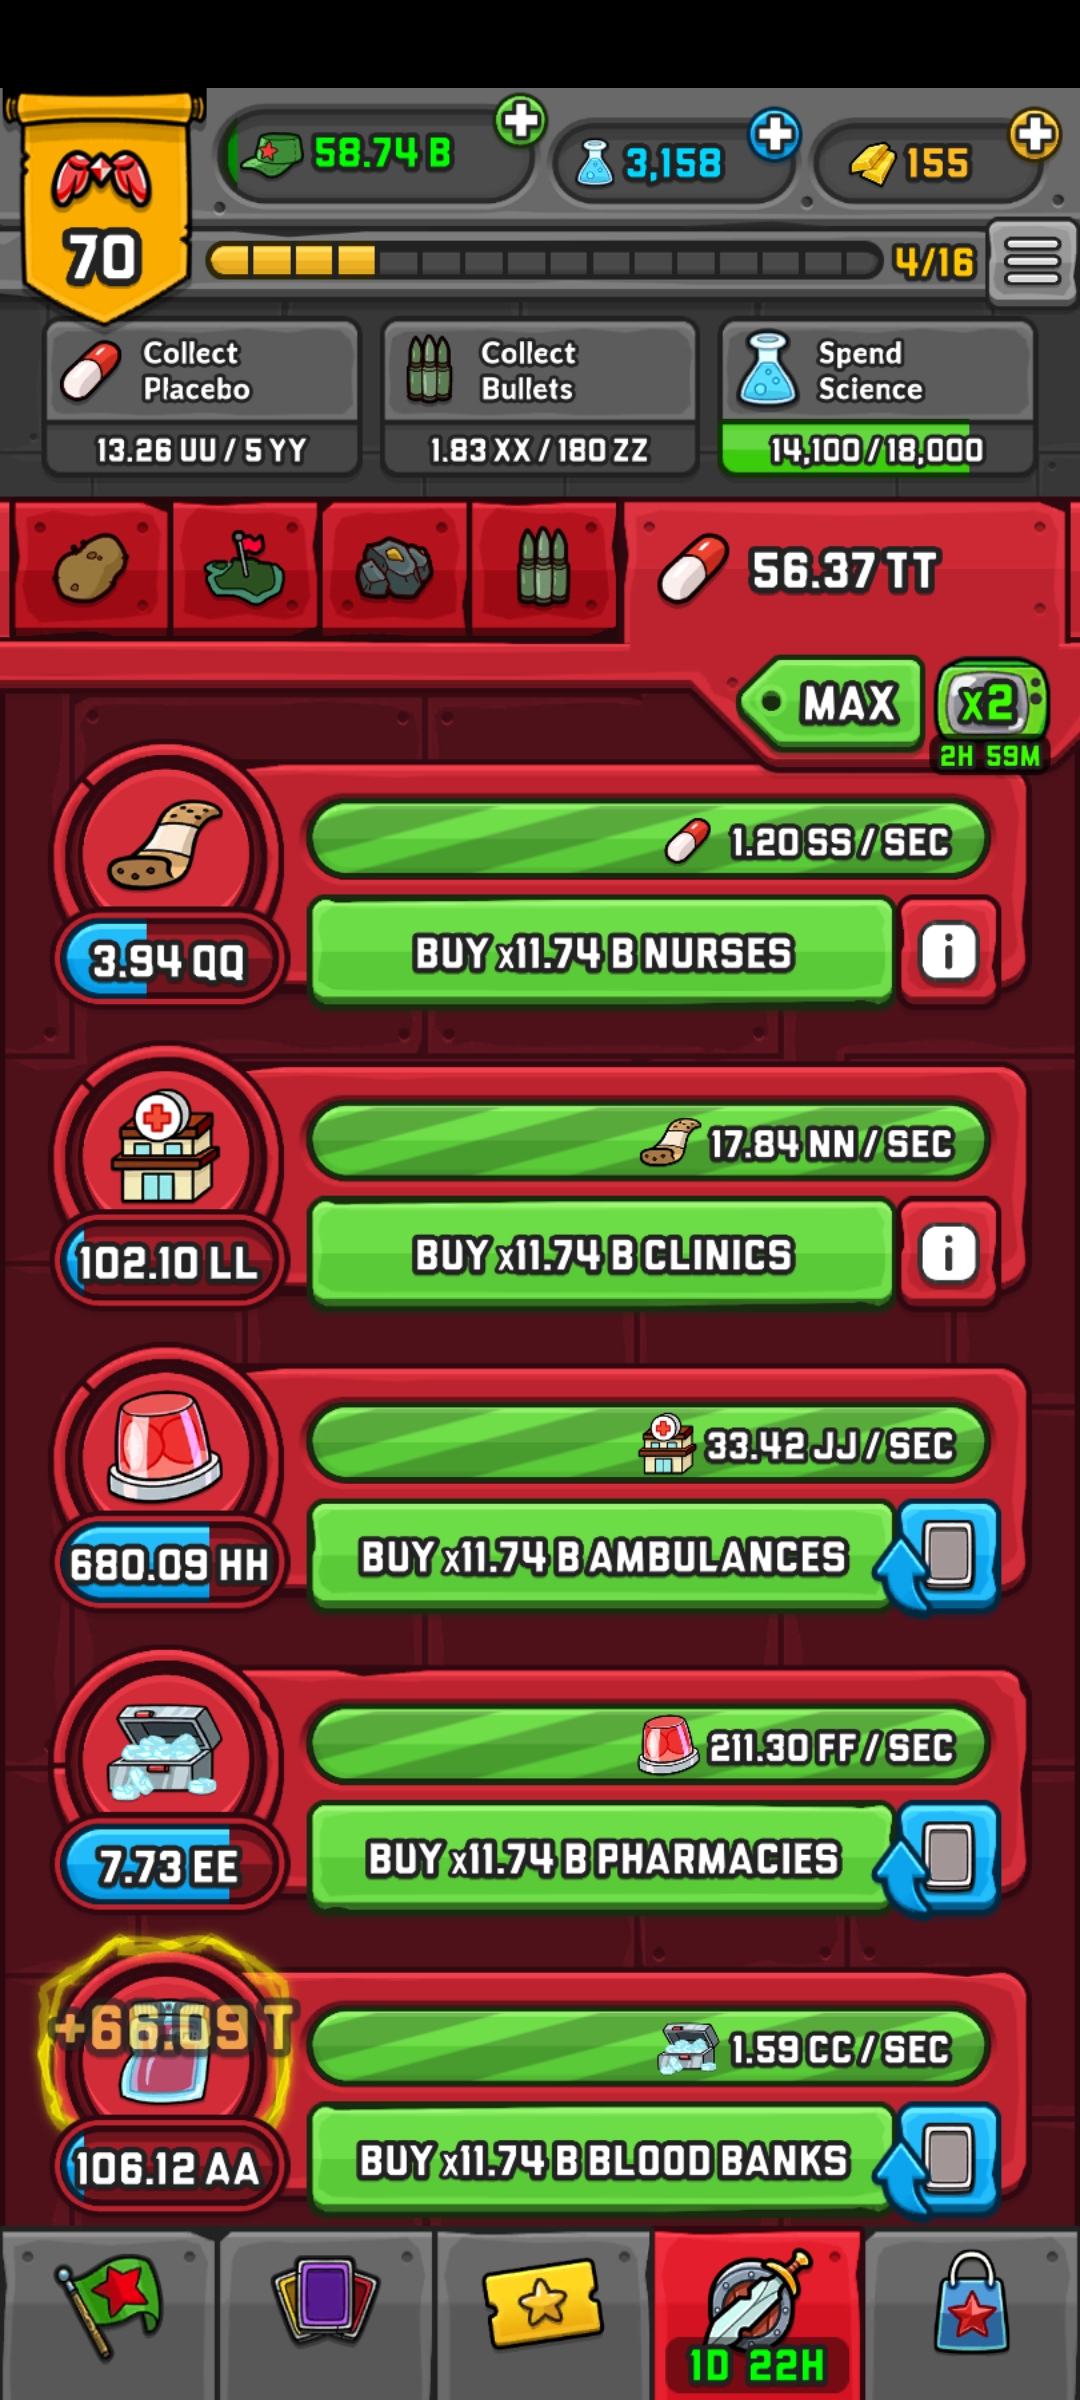 58.74 B
3,158
155
70
4/16
Collect
Placebo
13.26 UU / 5 YY
Collect
Bullets
1.83 XX / 180 ZZ
Spend
Science
14,100 / 18,000
56.37 TT
MAX
x2
2H 59M
1.20 SS / SEC
3.94 QQ
BUY x11.74 B NURSES
i
17.84 NN / SEC
102.10 LL
BUY x11.74 B CLINICS
i
33.42 JJ / SEC
680.09 HH
BUY x11.74 B AMBULANCES
211.30 FF / SEC
7.73 EE
BUY x11.74 B PHARMACIES
+66.09 T
1.59 CC / SEC
106.12 AA
BUY x11.74 B BLOOD BANKS
1D 22H